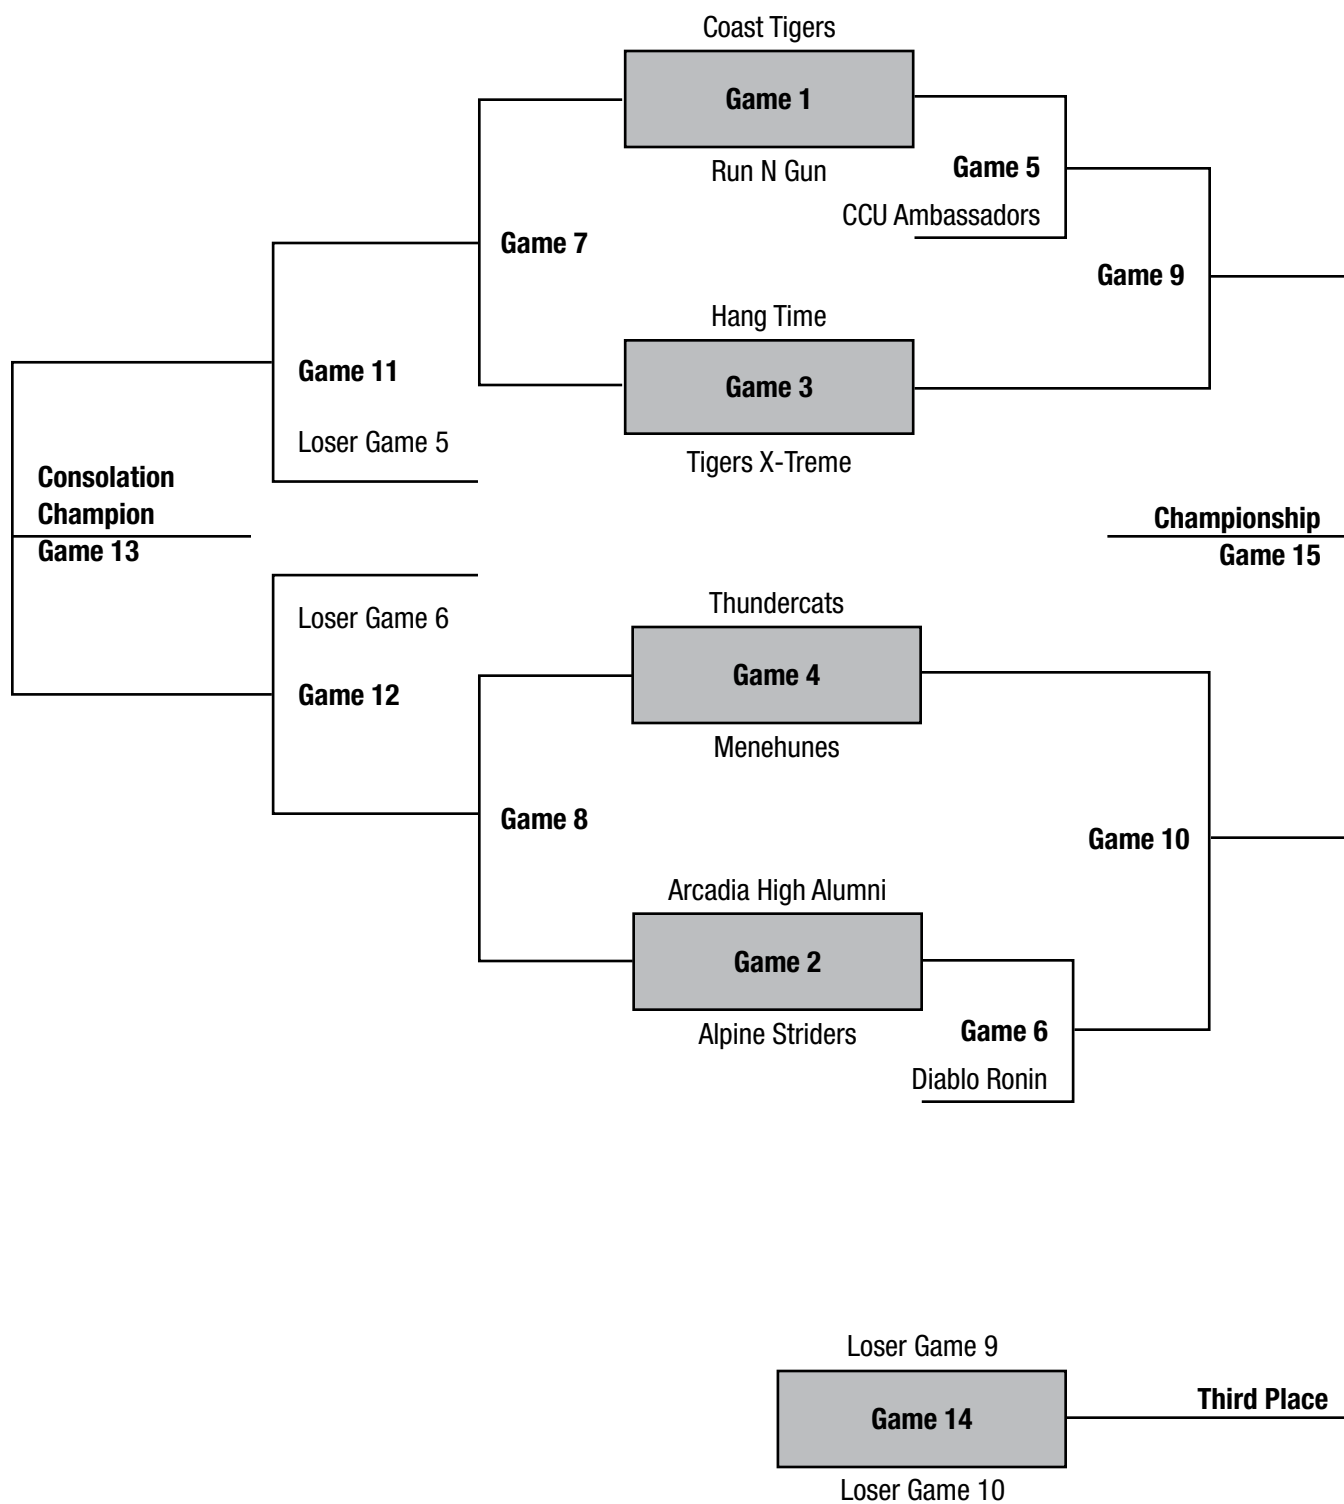 Coast Tigers
Game 1
Run N Gun
Game 5
CCU Ambassadors
Game 7
Game 9
Hang Time
Game 3
Tigers X-Treme
Game 11
Loser Game 5
Consolation
Champion
Game 13
Championship
Game 15
Loser Game 6
Game 12
Thundercats
Game 4
Menehunes
Game 8
Game 10
Arcadia High Alumni
Game 2
Alpine Striders
Game 6
Diablo Ronin
Loser Game 9
Game 14
Third Place
Loser Game 10